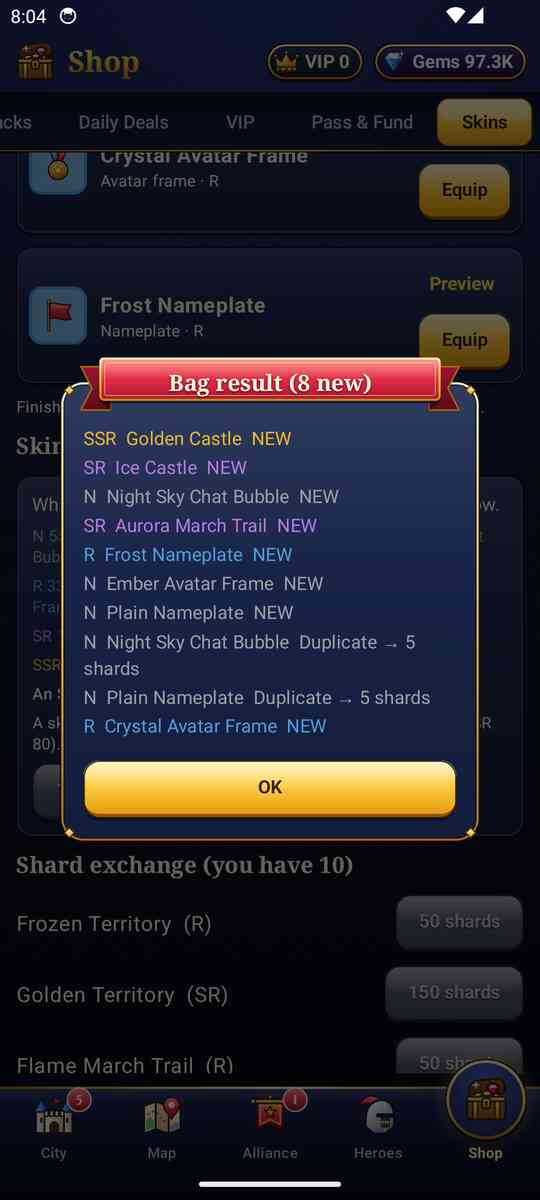 8:04
Shop
VIP 0
Gems 97.3K
cks
Daily Deals
VIP
Pass & Fund
Skins
Crystal Avatar Frame
Avatar frame · R
Equip
Preview
Frost Nameplate
Nameplate · R
Equip
Bag result (8 new)
SSR Golden Castle NEW
SR Ice Castle NEW
N Night Sky Chat Bubble NEW
SR Aurora March Trail NEW
R Frost Nameplate NEW
N Ember Avatar Frame NEW
N Plain Nameplate NEW
N Night Sky Chat Bubble Duplicate → 5
shards
N Plain Nameplate Duplicate → 5 shards
R Crystal Avatar Frame NEW
OK
80).
Shard exchange (you have 10)
Frozen Territory (R)
50 shards
Golden Territory (SR)
150 shards
Flame March Trail (R)
5
1
City
Map
Alliance
Heroes
Shop